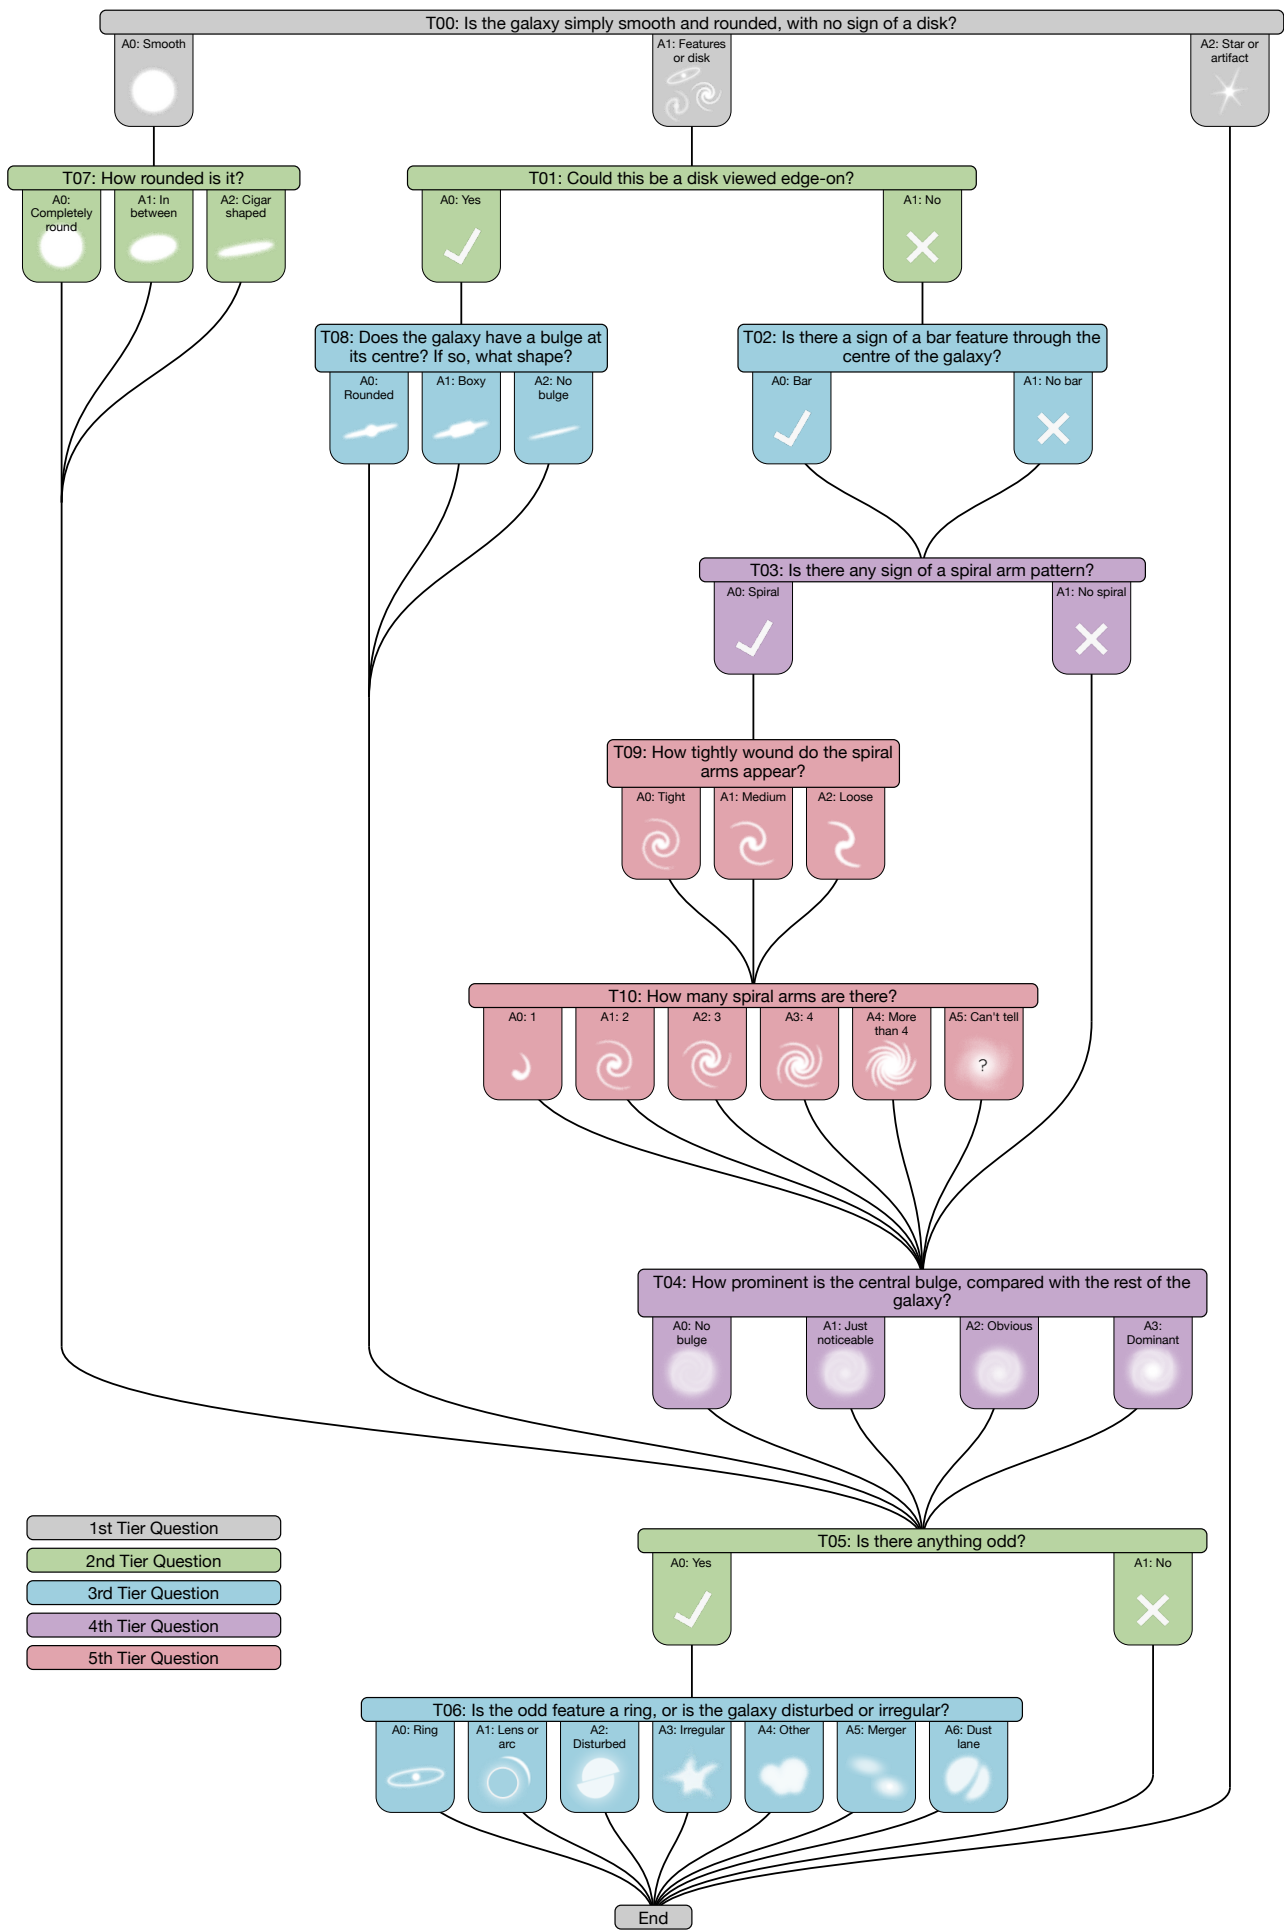 T00: Is the galaxy simply smooth and rounded, with no sign of a disk?
A0: Smooth
A1: Features
or disk
A2: Star or
artifact
T07: How rounded is it?
A0:
Completely
round
A1: In
between
A2: Cigar
shaped
T01: Could this be a disk viewed edge-on?
A0: Yes
A1: No
T08: Does the galaxy have a bulge at
its centre? If so, what shape?
A0:
Rounded
A1: Boxy
A2: No
bulge
T02: Is there a sign of a bar feature through the
centre of the galaxy?
A0: Bar
A1: No bar
T03: Is there any sign of a spiral arm pattern?
A0: Spiral
A1: No spiral
T09: How tightly wound do the spiral
arms appear?
A0: Tight
A1: Medium
A2: Loose
T10: How many spiral arms are there?
A0: 1
A1: 2
A2: 3
A3: 4
A4: More
than 4
A5: Can't tell
?
T04: How prominent is the central bulge, compared with the rest of the
galaxy?
A0: No
bulge
A1: Just
noticeable
A2: Obvious
A3:
Dominant
1st Tier Question
2nd Tier Question
3rd Tier Question
4th Tier Question
5th Tier Question
T05: Is there anything odd?
A0: Yes
A1: No
T06: Is the odd feature a ring, or is the galaxy disturbed or irregular?
A0: Ring
A1: Lens or
arc
A2:
Disturbed
A3: Irregular
A4: Other
A5: Merger
A6: Dust
lane
End